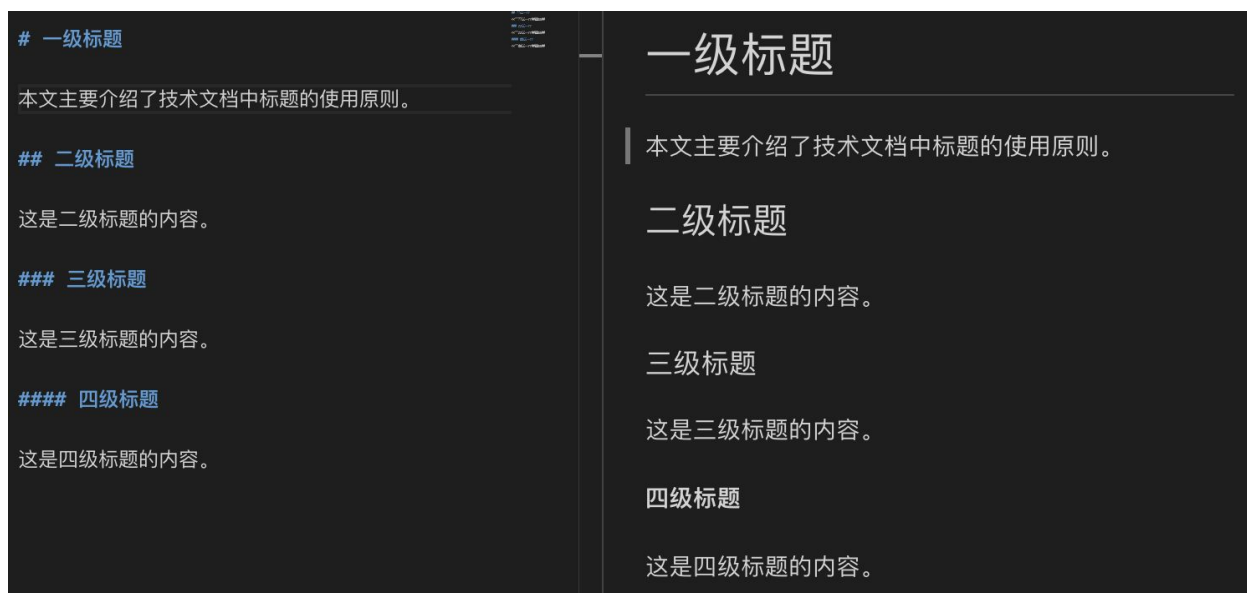 # 一级标题
本文主要介绍了技术文档中标题的使用原则。
## 二级标题
这是二级标题的内容。
### 三级标题
这是三级标题的内容。
#### 四级标题
这是四级标题的内容。
一级标题
本文主要介绍了技术文档中标题的使用原则。
二级标题
这是二级标题的内容。
三级标题
这是三级标题的内容。
四级标题
这是四级标题的内容。